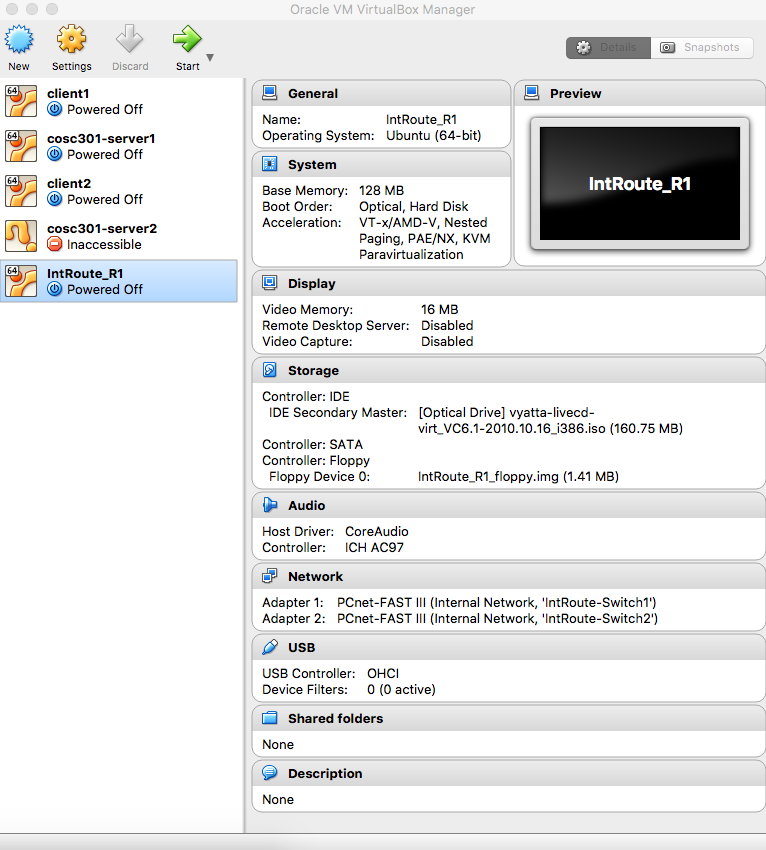 Oracle VM VirtualBox Manager
New
Settings
Discard
Start
Details
Snapshots
64
client1
Powered Off
64
cosc301-server1
Powered Off
64
client2
Powered Off
cosc301-server2
Inaccessible
64
IntRoute_R1
Powered Off
General
Name: IntRoute_R1
Operating System: Ubuntu (64-bit)
Preview
IntRoute_R1
System
Base Memory: 128 MB
Boot Order: Optical, Hard Disk
Acceleration: VT-x/AMD-V, Nested
Paging, PAE/NX, KVM
Paravirtualization
Display
Video Memory: 16 MB
Remote Desktop Server: Disabled
Video Capture: Disabled
Storage
Controller: IDE
IDE Secondary Master: [Optical Drive] vyatta-livecd-
virt_VC6.1-2010.10.16_i386.iso (160.75 MB)
Controller: SATA
Controller: Floppy
Floppy Device 0: IntRoute_R1_floppy.img (1.41 MB)
Audio
Host Driver: CoreAudio
Controller: ICH AC97
Network
Adapter 1: PCnet-FAST III (Internal Network, 'IntRoute-Switch1')
Adapter 2: PCnet-FAST III (Internal Network, 'IntRoute-Switch2')
USB
USB Controller: OHCI
Device Filters: 0 (0 active)
Shared folders
None
Description
None